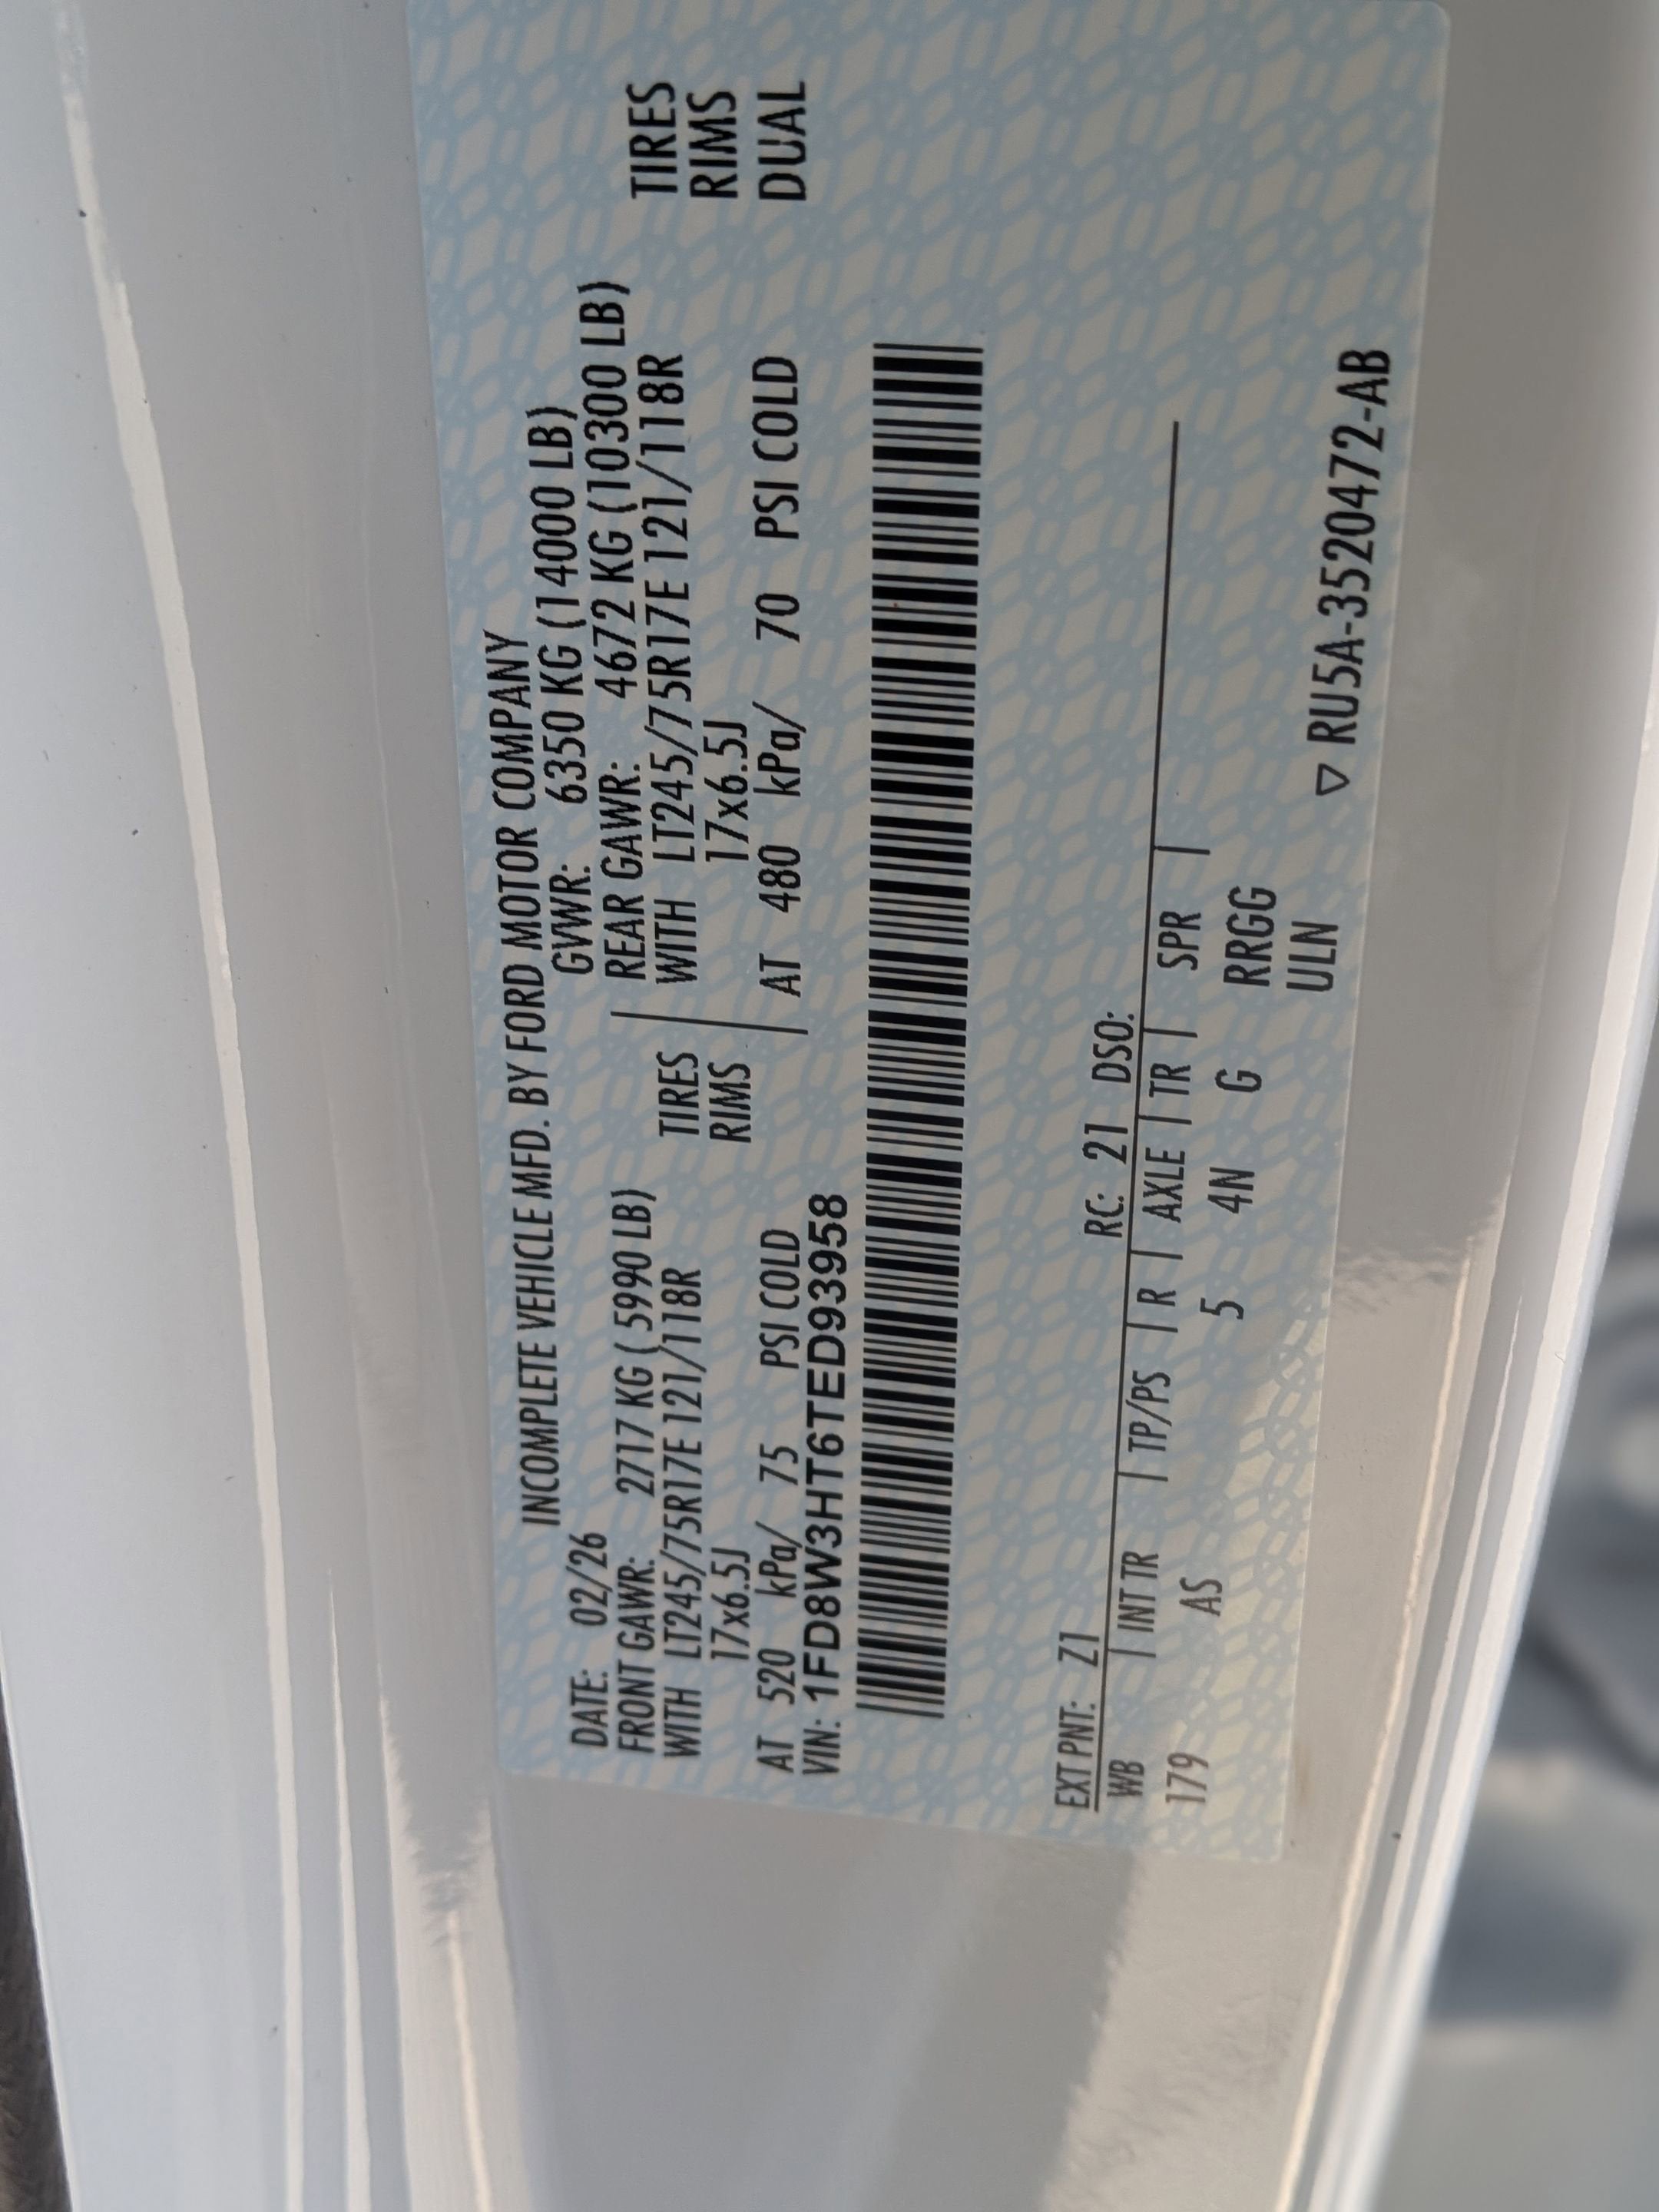 INCOMPLETE VEHICLE MFD. BY FORD MOTOR COMPANY
DATE: 02/26 GVWR: 6350 KG (14000 LB)
FRONT GAWR: 2717 KG ( 5990 LB) REAR GAWR: 4672 KG (10300 LB)
WITH LT245/75R17E 121/118R TIRES WITH LT245/75R17E 121/118R TIRES
17x6.5J RIMS 17x6.5J RIMS
AT 520 kPa/ 75 PSI COLD AT 480 kPa/ 70 PSI COLD DUAL
VIN: 1FD8W3HT6TED93958
EXT PNT: Z1 RC: 21 DSO:
WB | INT TR | TP/PS | R | AXLE | TR | SPR |
179 AS 5 4N G RRGG
ULN
▽ RU5A-3520472-AB